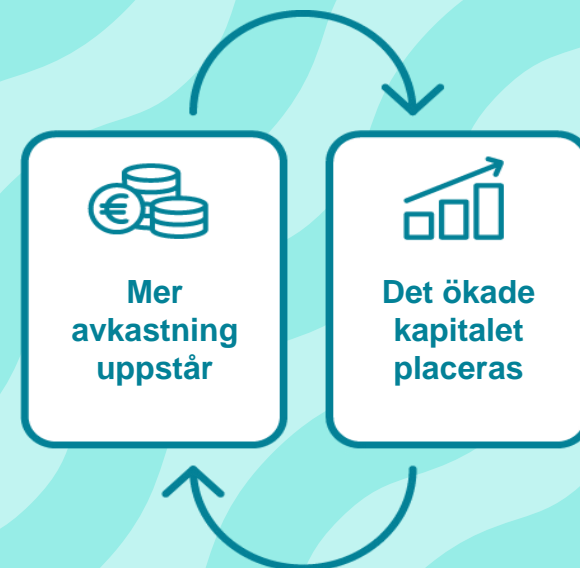 Mer
avkastning
uppstår
Det ökade
kapitalet
placeras